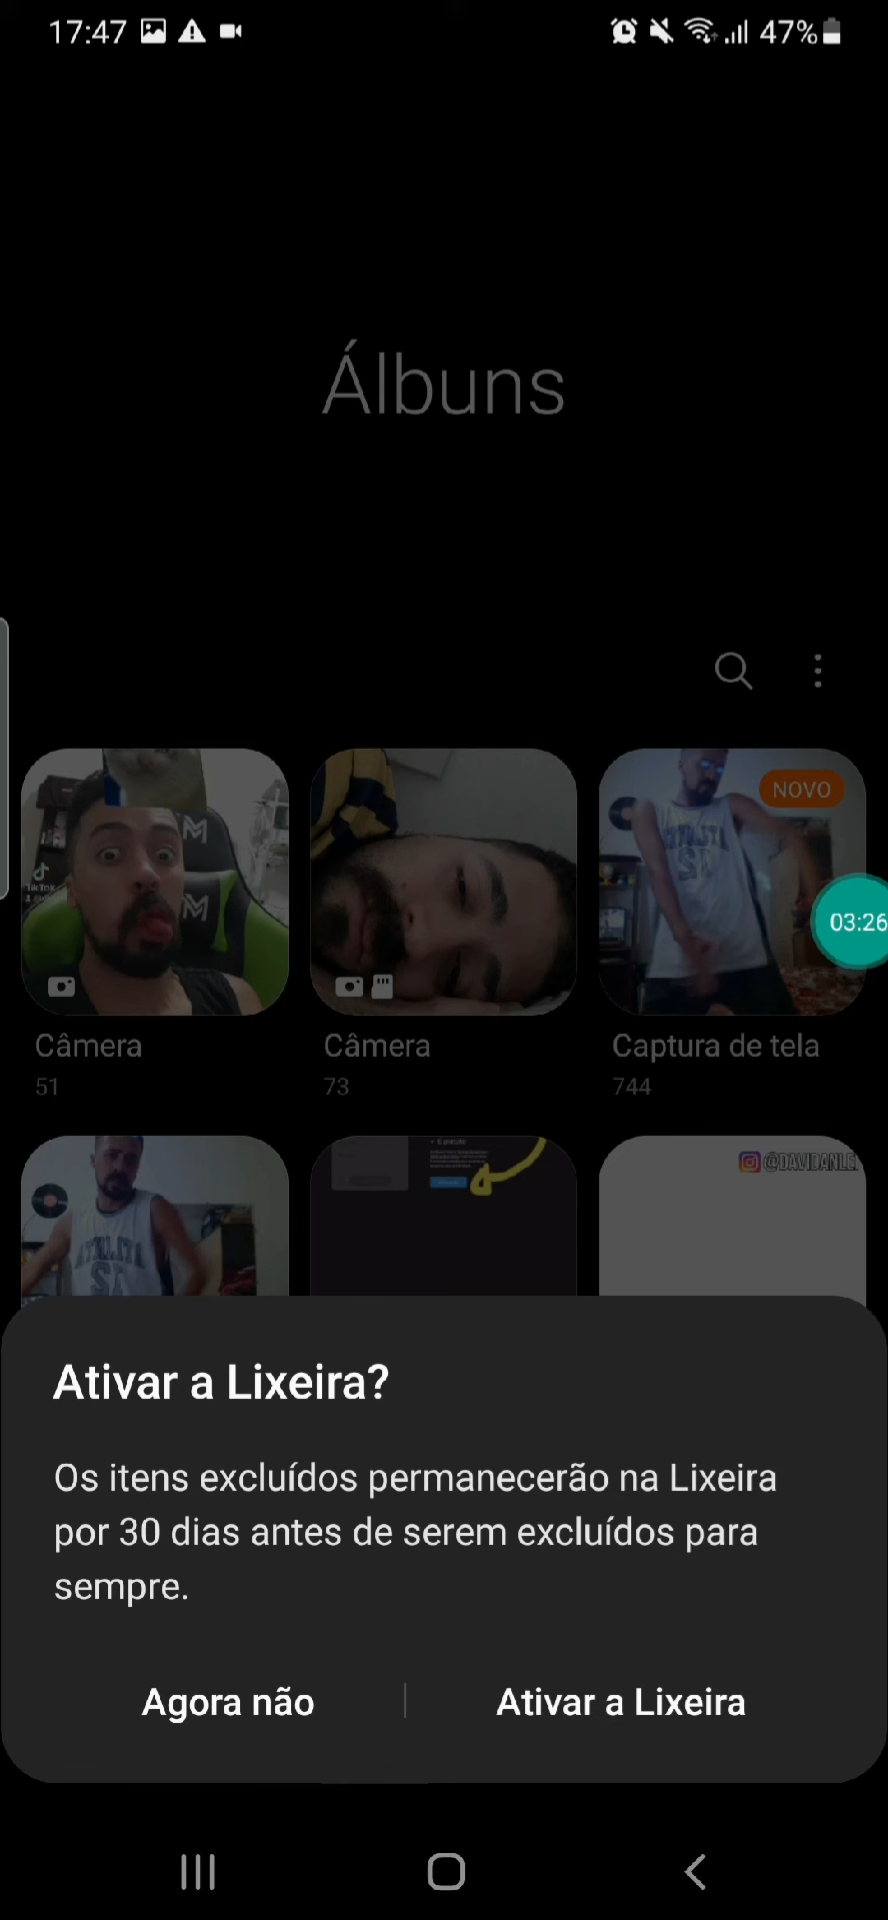 17:47
47%
Álbuns
NOVO
TikTok
03:26
Câmera
Câmera
Captura de tela
51
73
744
Ativar a Lixeira?
Os itens excluídos permanecerão na Lixeira
por 30 dias antes de serem excluídos para
sempre.
Agora não
Ativar a Lixeira